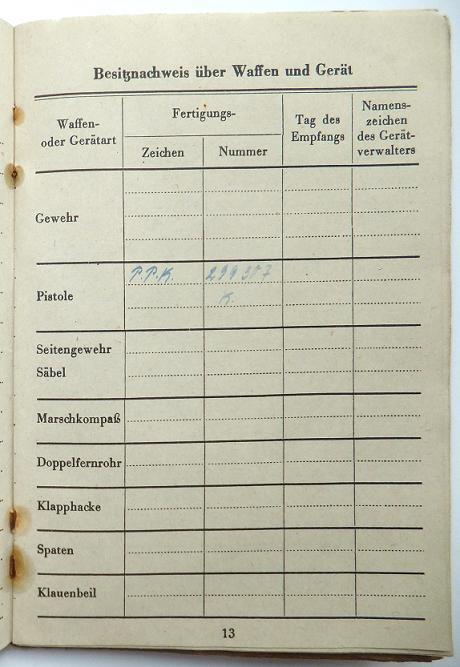 Besitznachweis über Waffen und Gerät
Waffen-
oder Gerätart
Fertigungs-
Zeichen
Nummer
Tag des
Empfangs
Namens-
zeichen
des Gerät-
verwalters
Gewehr
Pistole
P.P.K.
299307
K.
Seitengewehr
Säbel
Marschkompaß
Doppelfernrohr
Klapphacke
Spaten
Klauenbeil
13